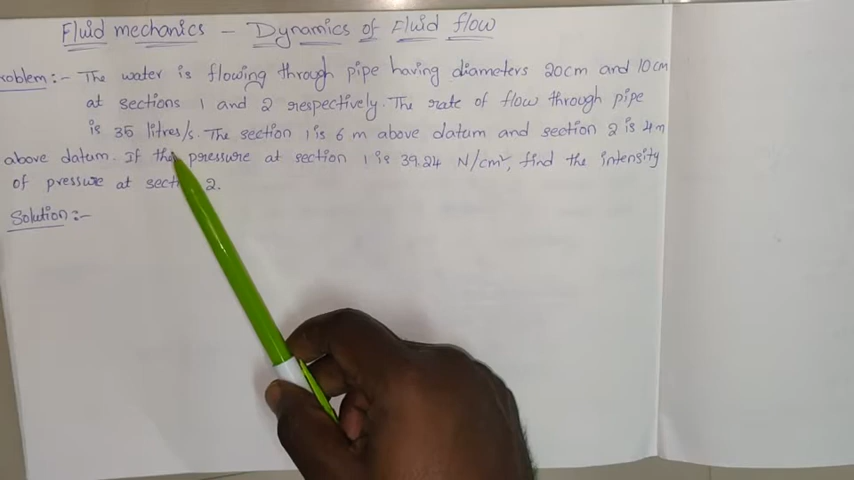 Fluid mechanics - Dynamics of Fluid flow
roblem:- The water is flowing through pipe having diameters 20cm and 10cm
at sections 1 and 2 respectively. The rate of flow through pipe
is 35 litres/s. The section 1 is 6 m above datum and section 2 is 4m
above datum. If the pressure at section 1 is 39.24 N/cm², find the intensity
of pressure at secti 2.
Solution:-